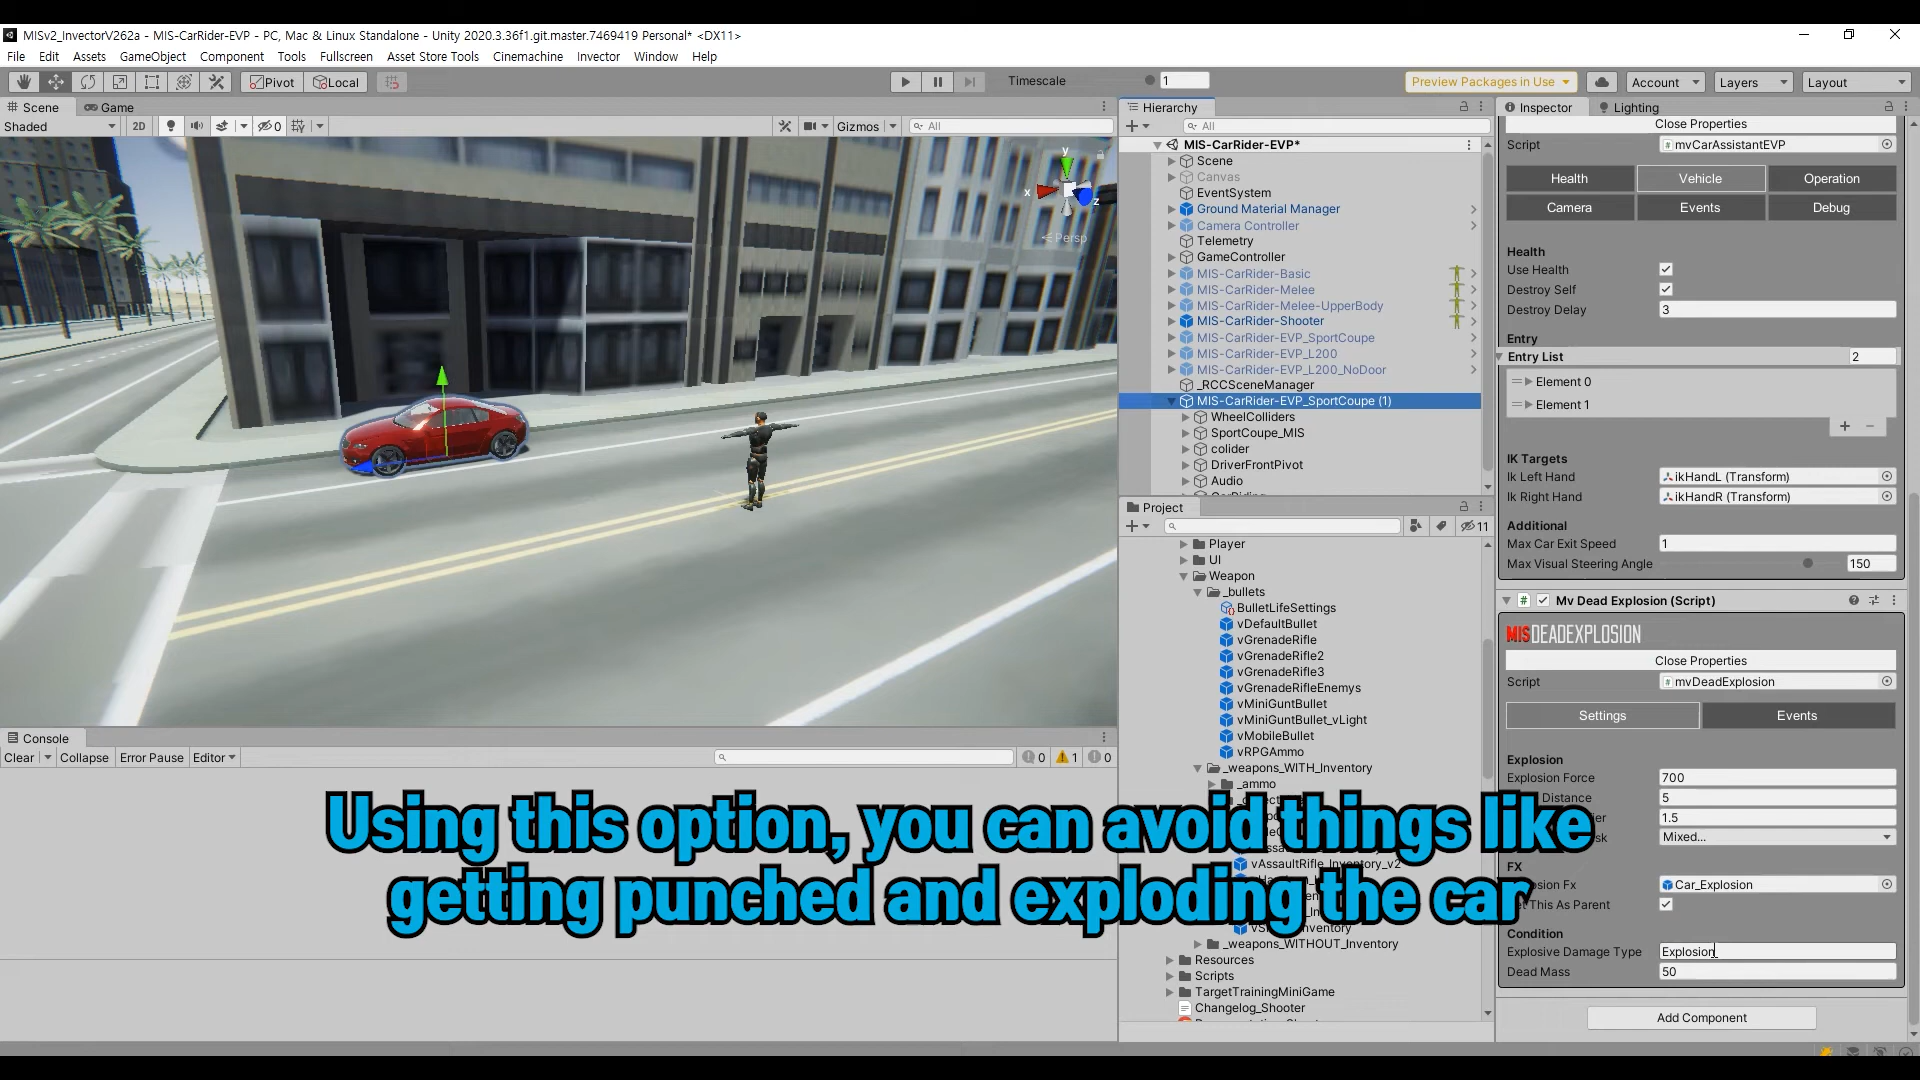 MISv2_InvectorV262a - MIS-CarRider-EVP - PC, Mac & Linux Standalone - Unity 2020.3.36f1.git.master.7469419 Personal* <DX11>
File Edit Assets GameObject Component Tools Fullscreen Asset Store Tools Cinemachine Invector Window Help
Pivot Local Timescale 1 Preview Packages in Use Account Layers Layout
Scene Game
Shaded 2D 0 Gizmos All
y
x
z
Persp
Hierarchy
All
MIS-CarRider-EVP*
Scene
Canvas
EventSystem
Ground Material Manager
Camera Controller
Telemetry
GameController
MIS-CarRider-Basic
MIS-CarRider-Melee
MIS-CarRider-Melee-UpperBody
MIS-CarRider-Shooter
MIS-CarRider-EVP_SportCoupe
MIS-CarRider-EVP_L200
MIS-CarRider-EVP_L200_NoDoor
_RCCSceneManager
MIS-CarRider-EVP_SportCoupe (1)
WheelColliders
SportCoupe_MIS
colider
DriverFrontPivot
Audio
Project
11
Player
UI
Weapon
_bullets
BulletLifeSettings
vDefaultBullet
vGrenadeRifle
vGrenadeRifle2
vGrenadeRifle3
vGrenadeRifleEnemys
vMiniGuntBullet
vMiniGuntBullet_vLight
vMobileBullet
vRPGAmmo
_weapons_WITH_Inventory
_ammo
vAssaultRifle_Inventory_v2
_weapons_WITHOUT_Inventory
Resources
Scripts
TargetTrainingMiniGame
Changelog_Shooter
Inspector Lighting
Close Properties
Script mvCarAssistantEVP
Health Vehicle Operation
Camera Events Debug
Health
Use Health
Destroy Self
Destroy Delay 3
Entry
Entry List 2
Element 0
Element 1
+ -
IK Targets
Ik Left Hand ikHandL (Transform)
Ik Right Hand ikHandR (Transform)
Additional
Max Car Exit Speed 1
Max Visual Steering Angle 150
Mv Dead Explosion (Script)
MISDEADEXPLOSION
Close Properties
Script mvDeadExplosion
Settings Events
Explosion
Explosion Force 700
Distance 5
1.5
Mixed...
FX
Car_Explosion
This As Parent
Condition
Explosive Damage Type Explosion
Dead Mass 50
Add Component
Console
Clear Collapse Error Pause Editor 0 1 0
Using this option, you can avoid things like
getting punched and exploding the car